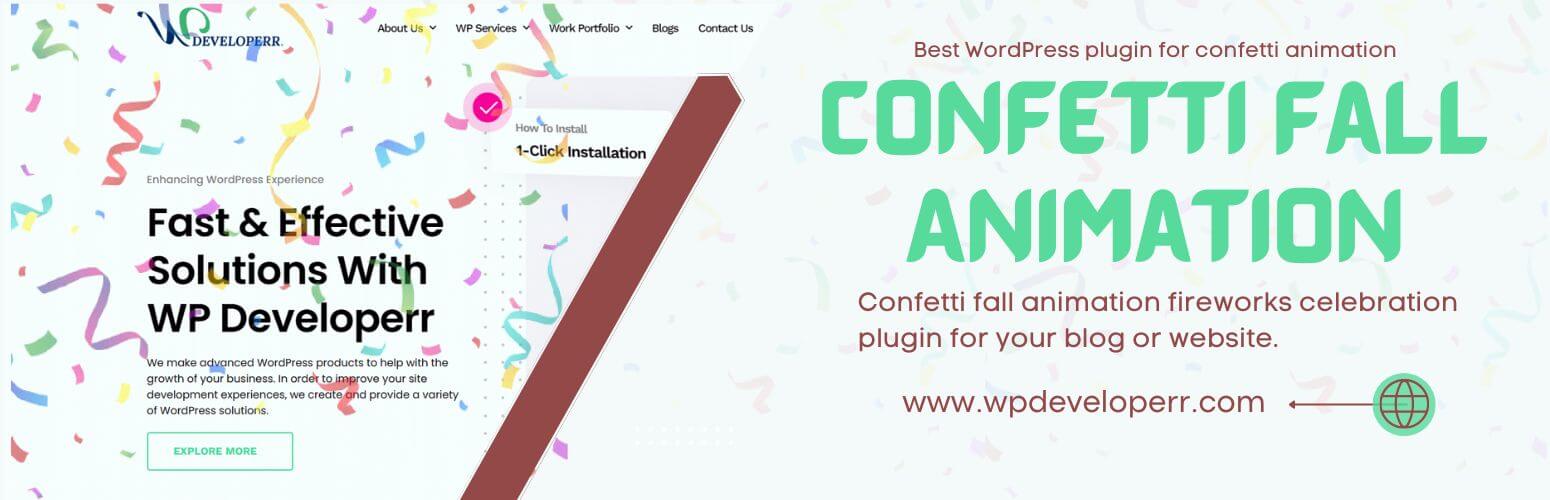 WP DEVELOPERR.
About Us
WP Services
Work Portfolio
Blogs
Contact Us
How To Install
1-Click Installation
Enhancing WordPress Experience
Fast & Effective
Solutions With
WP Developerr
We make advanced WordPress products to help with the
growth of your business. In order to improve your site
development experiences, we create and provide a variety
of WordPress solutions.
EXPLORE MORE
Best WordPress plugin for confetti animation
CONFETTI FALL
ANIMATION
Confetti fall animation fireworks celebration
plugin for your blog or website.
www.wpdeveloperr.com